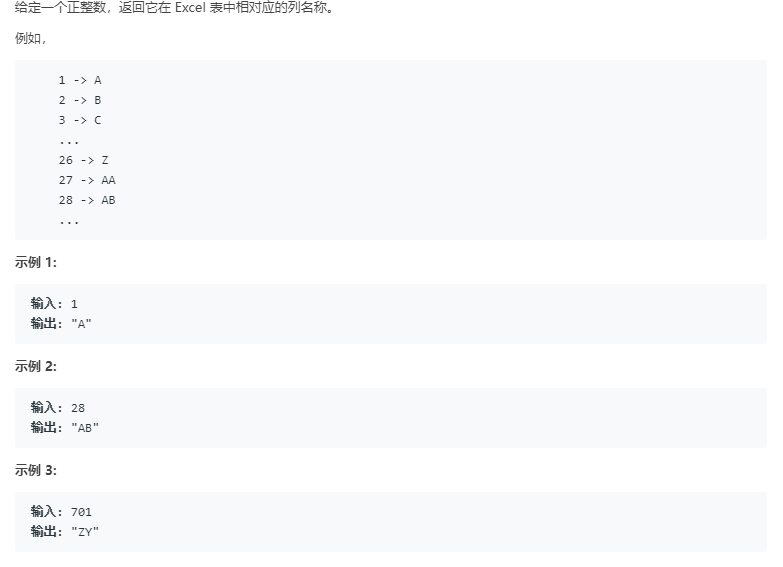 给定一个正整数，返回它在 Excel 表中相对应的列名称。
例如，
1 -> A
2 -> B
3 -> C
...
26 -> Z
27 -> AA
28 -> AB
...
示例 1:
输入: 1
输出: "A"
示例 2:
输入: 28
输出: "AB"
示例 3:
输入: 701
输出: "ZY"